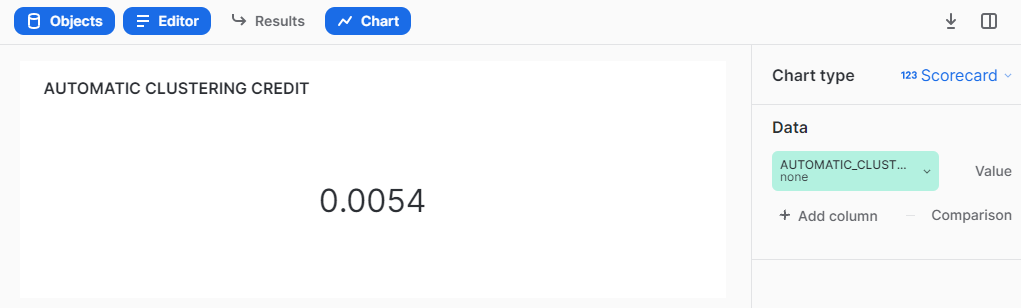 Objects
Editor
Results
Chart
AUTOMATIC CLUSTERING CREDIT
0.0054
Chart type
123 Scorecard
Data
AUTOMATIC_CLUST...
none
Value
+ Add column
Comparison